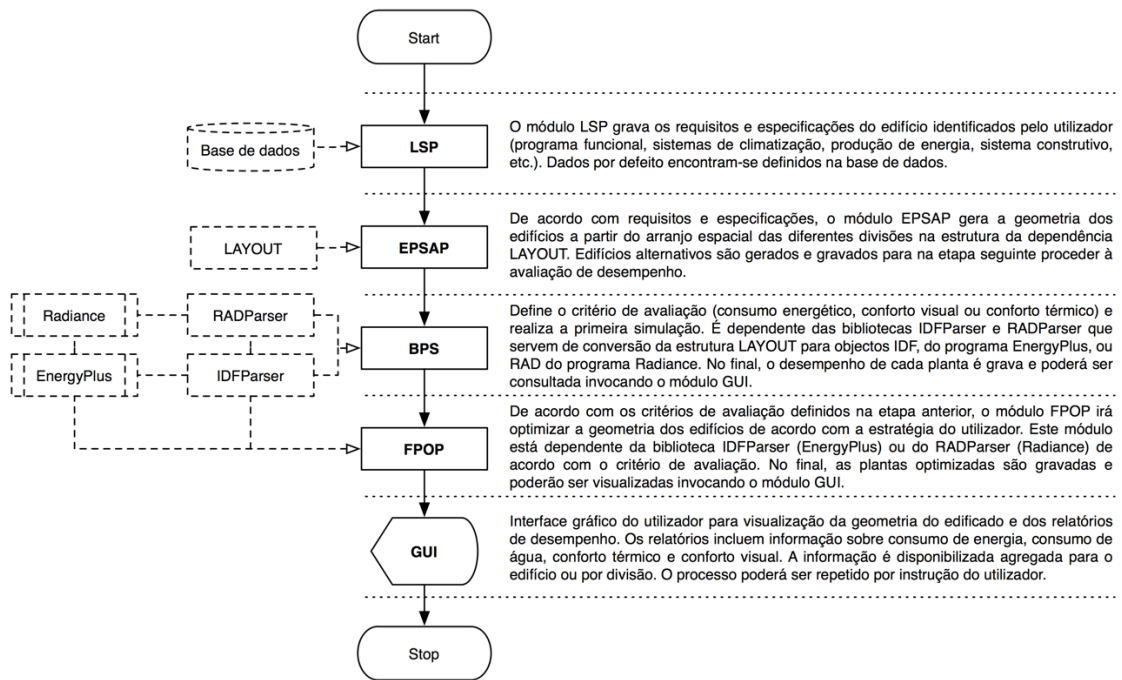 Start
Base de dados
LSP
O módulo LSP grava os requisitos e especificações do edifício identificados pelo utilizador
(programa funcional, sistemas de climatização, produção de energia, sistema construtivo,
etc.). Dados por defeito encontram-se definidos na base de dados.
LAYOUT
EPSAP
De acordo com requisitos e especificações, o módulo EPSAP gera a geometria dos
edifícios a partir do arranjo espacial das diferentes divisões na estrutura da dependência
LAYOUT. Edifícios alternativos são gerados e gravados para na etapa seguinte proceder à
avaliação de desempenho.
Radiance
RADParser
EnergyPlus
IDFParser
BPS
Define o critério de avaliação (consumo energético, conforto visual ou conforto térmico) e
realiza a primeira simulação. É dependente das bibliotecas IDFParser e RADParser que
servem de conversão da estrutura LAYOUT para objectos IDF, do programa EnergyPlus, ou
RAD do programa Radiance. No final, o desempenho de cada planta é grava e poderá ser
consultada invocando o módulo GUI.
FPOP
De acordo com os critérios de avaliação definidos na etapa anterior, o módulo FPOP irá
optimizar a geometria dos edifícios de acordo com a estratégia do utilizador. Este módulo
está dependente da biblioteca IDFParser (EnergyPlus) ou do RADParser (Radiance) de
acordo com o critério de avaliação. No final, as plantas optimizadas são gravadas e
poderão ser visualizadas invocando o módulo GUI.
GUI
Interface gráfico do utilizador para visualização da geometria do edificado e dos relatórios
de desempenho. Os relatórios incluem informação sobre consumo de energia, consumo de
água, conforto térmico e conforto visual. A informação é disponibilizada agregada para o
edifício ou por divisão. O processo poderá ser repetido por instrução do utilizador.
Stop